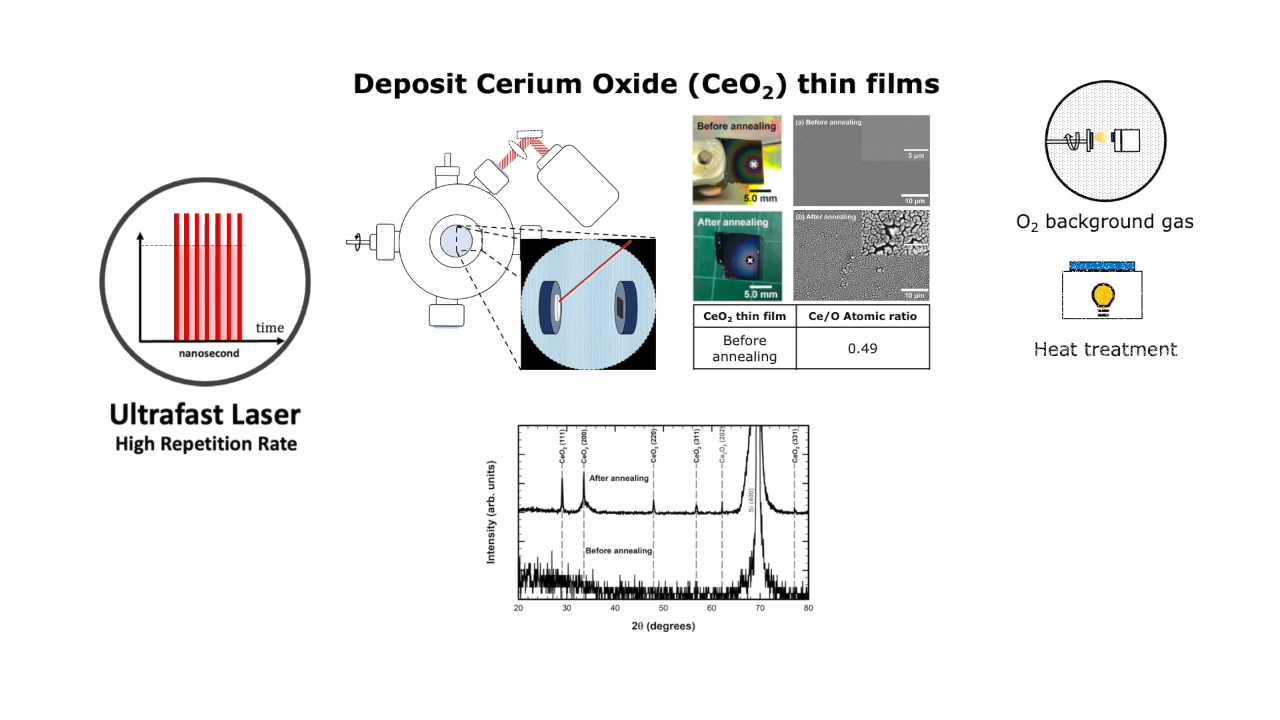 Deposit Cerium Oxide (CeO₂) thin films
time
nanosecond
Ultrafast Laser
High Repetition Rate
Before annealing
5.0 mm
After annealing
5.0 mm
(a) Before annealing
3 µm
10 µm
(b) After annealing
10 µm
CeO₂ thin film
Ce/O Atomic ratio
Before
annealing
0.49
O₂ background gas
Heat treatment
CeO₂ (111)
CeO₂ (200)
CeO₂ (220)
CeO₂ (311)
Ce₂O₃ (202)
Si (400)
CeO₂ (331)
After annealing
Before annealing
Intensity (arb. units)
20 30 40 50 60 70 80
2θ (degrees)